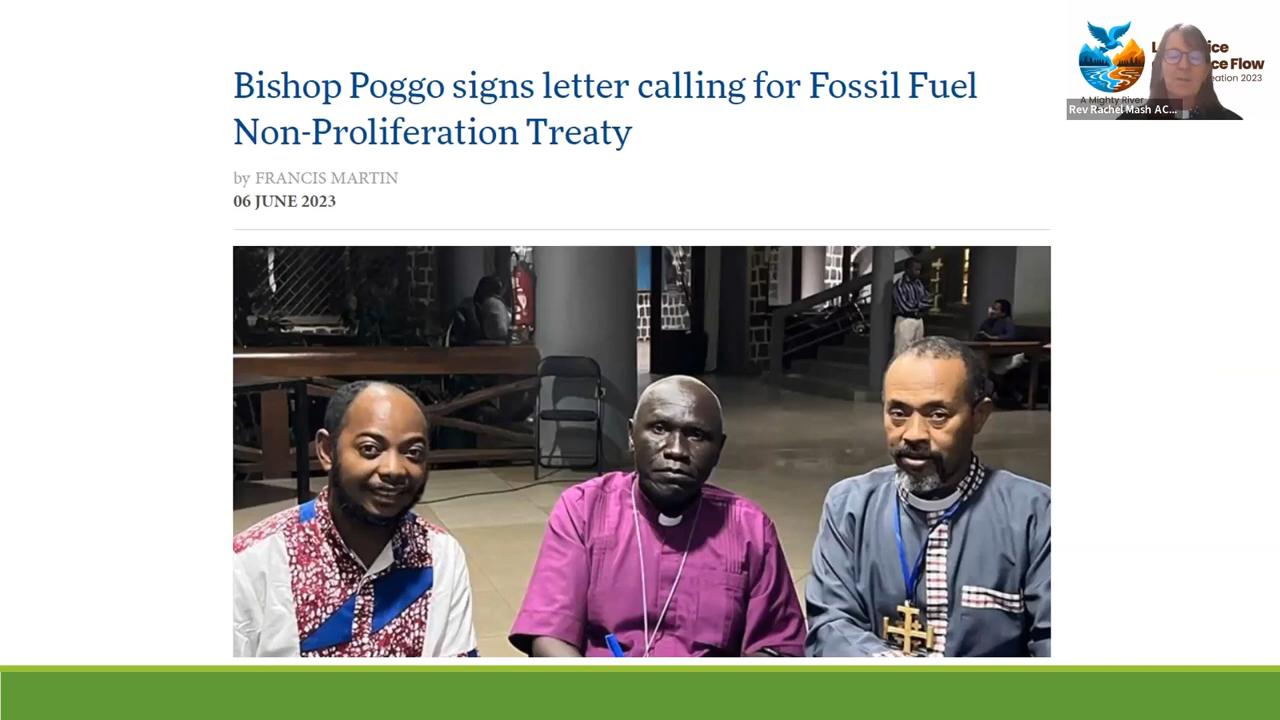 Bishop Poggo signs letter calling for Fossil Fuel
Non-Proliferation Treaty
by FRANCIS MARTIN
06 JUNE 2023
ice
ce Flow
eation 2023
A Mighty River
Rev Rachel Mash AC...